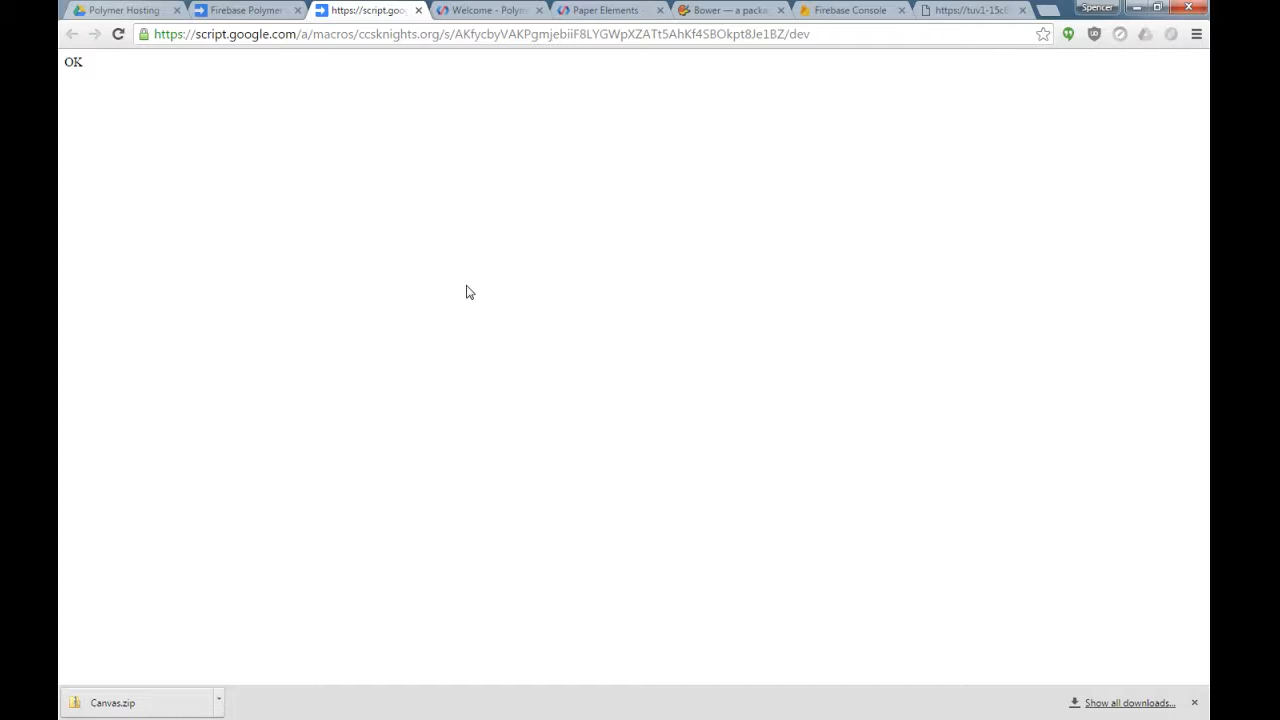 Polymer Hosting
Firebase Polymer
https://script.goo
Welcome - Polym
Paper Elements -
Bower — a packa
Firebase Console
https://tuv1-15c
Spencer
https://script.google.com/a/macros/ccsknights.org/s/AKfycbyVAKPgmjebiiF8LYGWpXZATt5AhKf4SBOkpt8Je1BZ/dev
OK
Canvas.zip
Show all downloads...